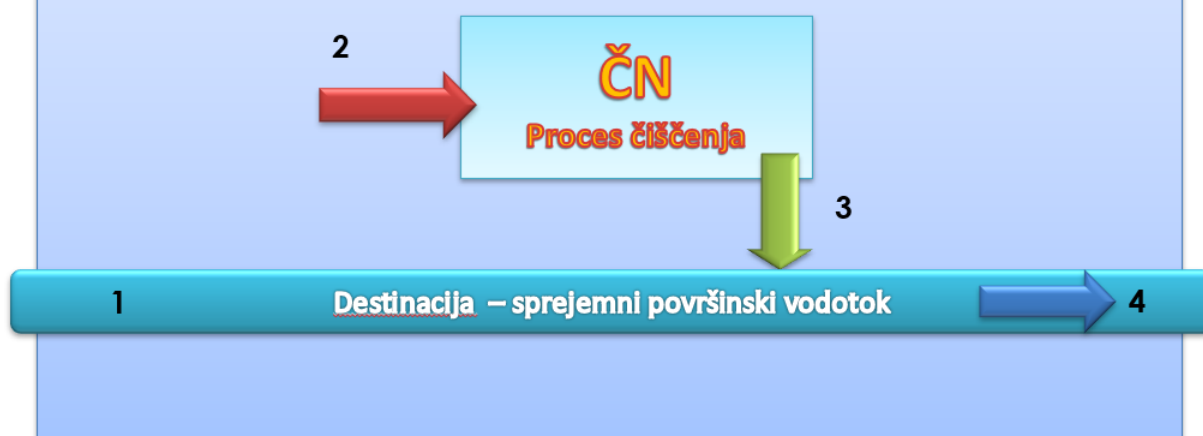 2
ČN
Proces čiščenja
3
1
Destinacija – sprejemni površinski vodotok
4